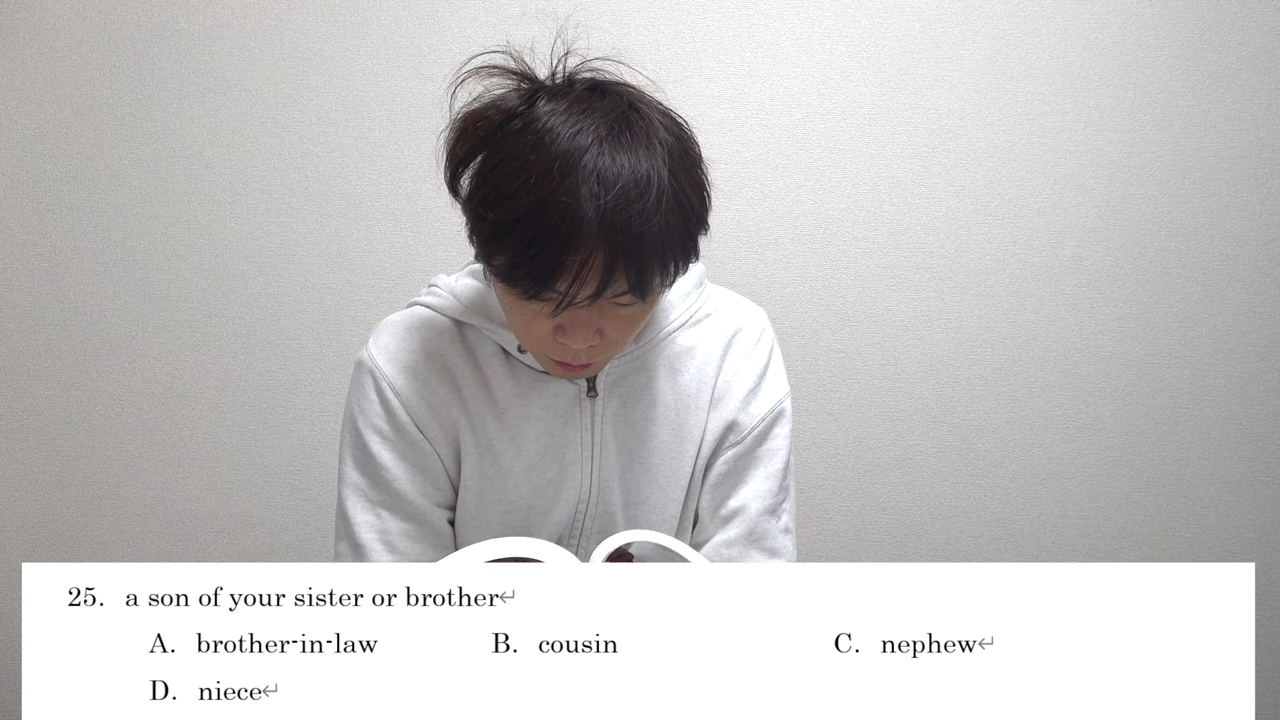 25. a son of your sister or brother↵
A. brother-in-law B. cousin C. nephew↵
D. niece↵